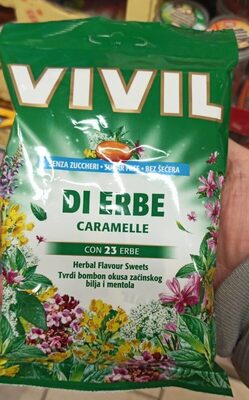 VIVIL
SENZA ZUCCHERI • SUGAR FREE • BEZ ŠEĆERA
DI ERBE
CARAMELLE
CON 23 ERBE
Herbal Flavour Sweets
Tvrdi bombon okusa začinskog
bilja i mentola